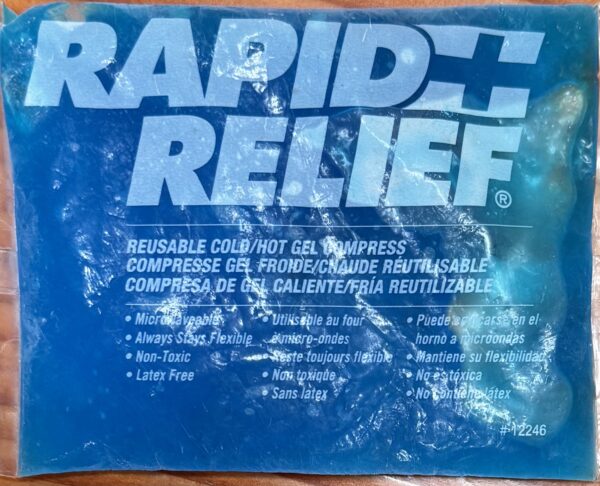 RAPID
RELIEF®
REUSABLE COLD/HOT GEL COMPRESS
COMPRESSE GEL FROIDE/CHAUDE RÉUTILISABLE
COMPRESA DE GEL CALIENTE/FRÍA REUTILIZABLE
• Microwaveable
• Always Stays Flexible
• Non-Toxic
• Latex Free
• Utilisable au four
à micro-ondes
• Reste toujours flexible
• Non toxique
• Sans latex
• Puede colocarse en el
horno a microondas
• Mantiene su flexibilidad
• No es tóxica
• No contiene látex
#12246